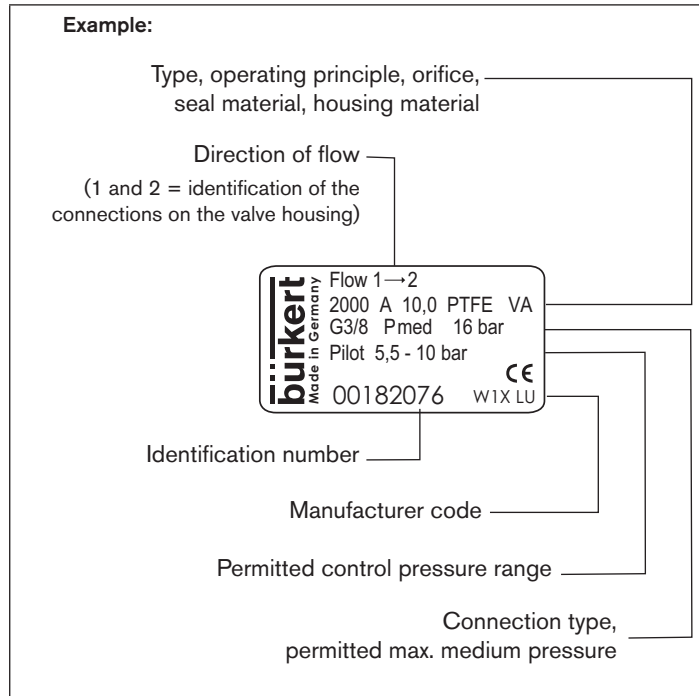 Example:
Type, operating principle, orifice,
seal material, housing material
Direction of flow
(1 and 2 = identification of the
connections on the valve housing)
bürkert
Made in Germany
Flow 1→2
2000 A 10,0 PTFE VA
G3/8 Pmed 16 bar
Pilot 5,5 - 10 bar
CE
00182076 W1X LU
Identification number
Manufacturer code
Permitted control pressure range
Connection type,
permitted max. medium pressure